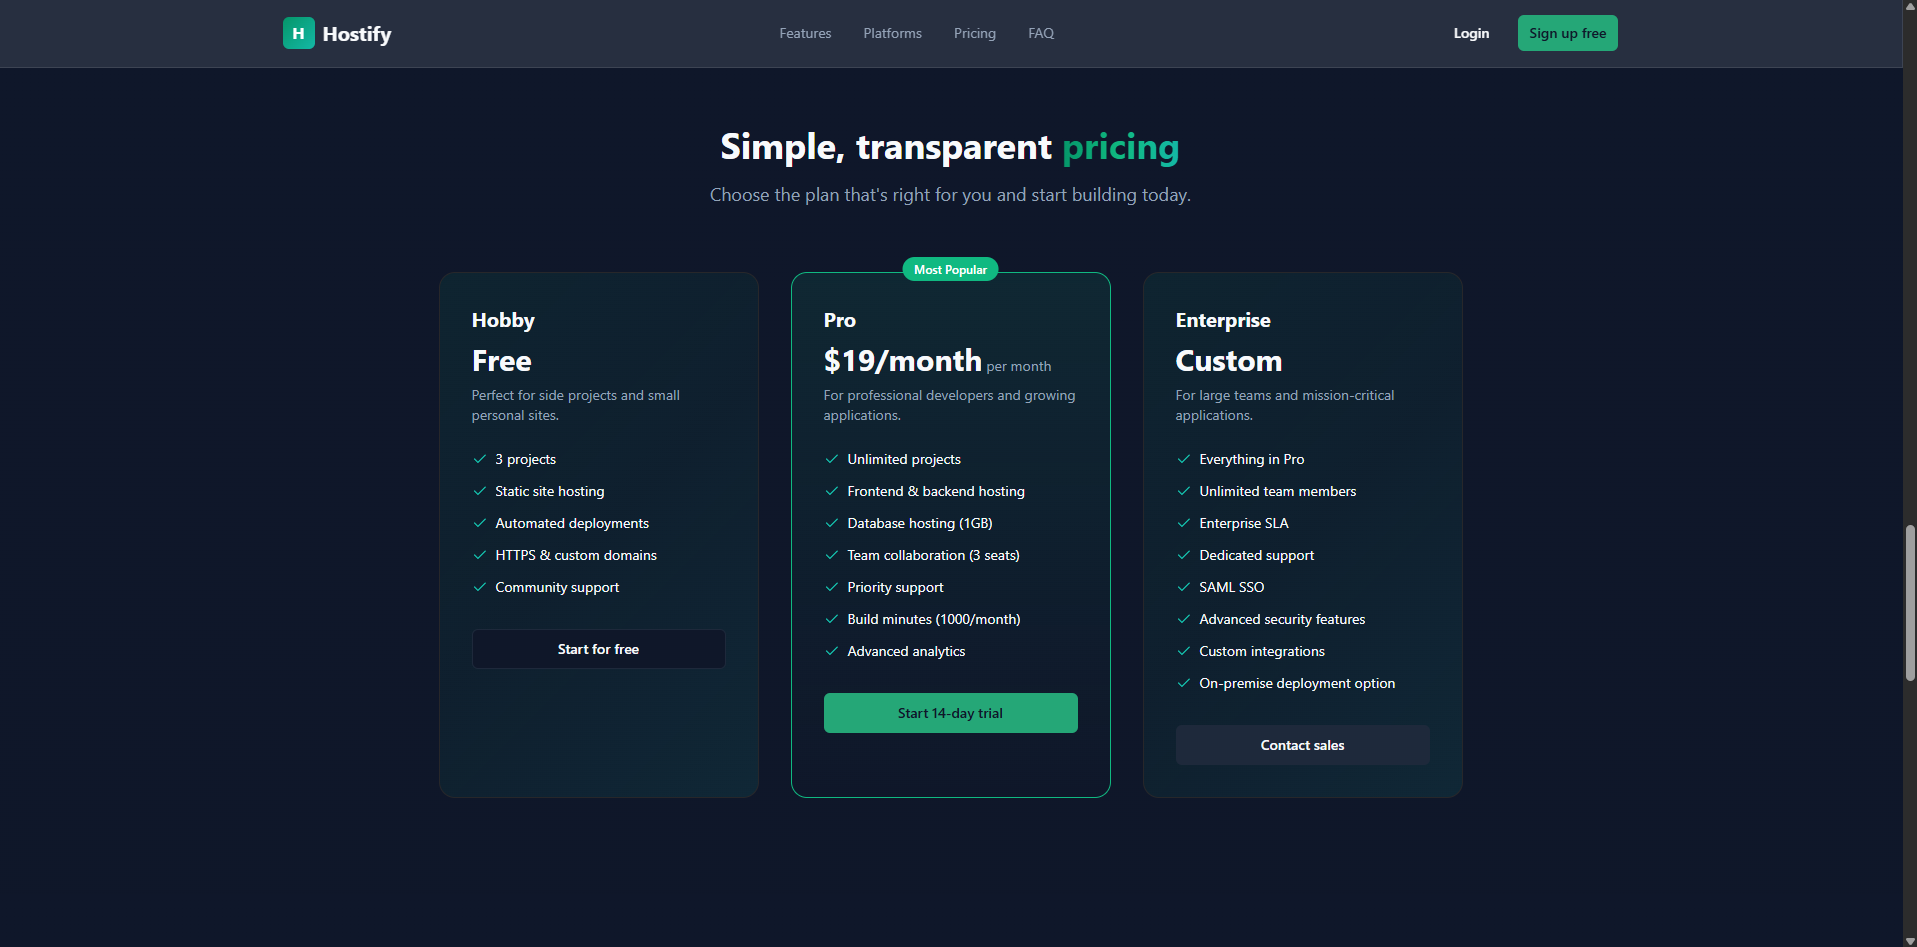 H Hostify
Features Platforms Pricing FAQ
Login Sign up free
Simple, transparent pricing
Choose the plan that's right for you and start building today.
Hobby
Free
Perfect for side projects and small
personal sites.
3 projects
Static site hosting
Automated deployments
HTTPS & custom domains
Community support
Start for free
Most Popular
Pro
$19/month per month
For professional developers and growing
applications.
Unlimited projects
Frontend & backend hosting
Database hosting (1GB)
Team collaboration (3 seats)
Priority support
Build minutes (1000/month)
Advanced analytics
Start 14-day trial
Enterprise
Custom
For large teams and mission-critical
applications.
Everything in Pro
Unlimited team members
Enterprise SLA
Dedicated support
SAML SSO
Advanced security features
Custom integrations
On-premise deployment option
Contact sales